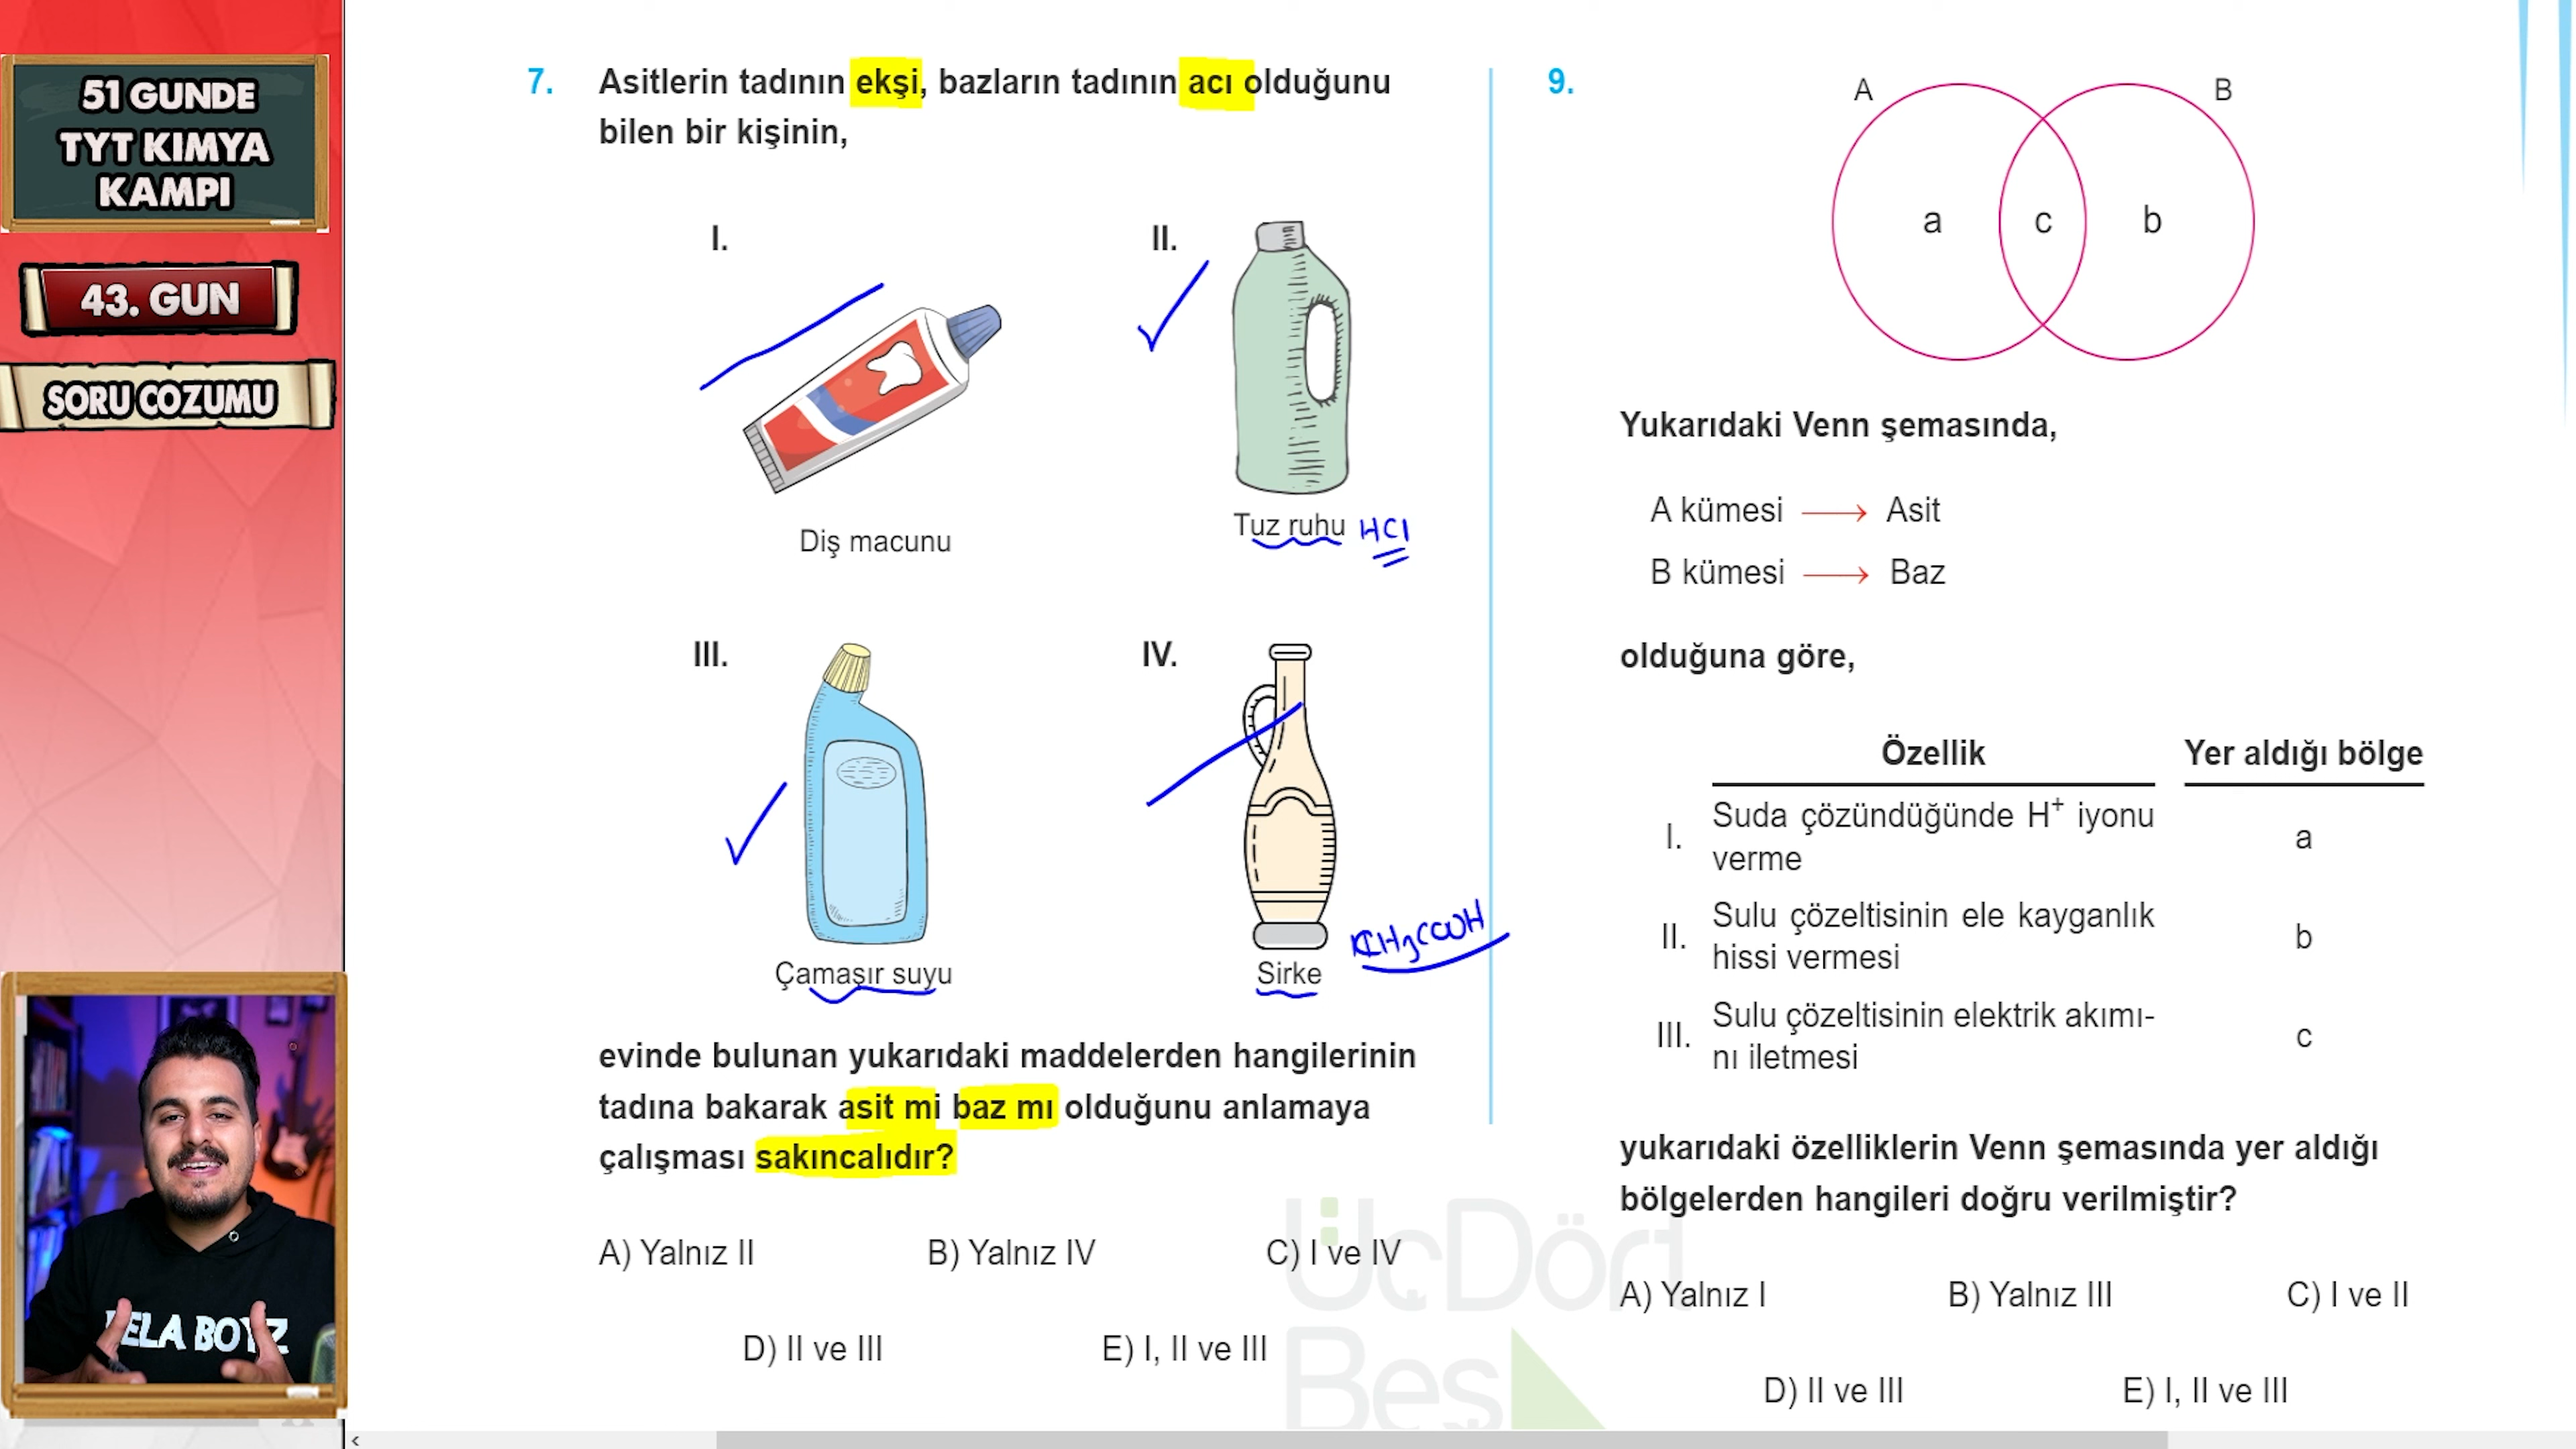 51 GUNDE
TYT KIMYA
KAMPI
43. GUN
SORU COZUMU
ELA BOYZ
7. Asitlerin tadının ekşi, bazların tadının acı olduğunu
bilen bir kişinin,
I.
II.
Diş macunu
Tuz ruhu HCl
III.
IV.
Çamaşır suyu
Sirke
CH3COOH
evinde bulunan yukarıdaki maddelerden hangilerinin
tadına bakarak asit mi baz mı olduğunu anlamaya
çalışması sakıncalıdır?
A) Yalnız II
B) Yalnız IV
C) I ve IV
D) II ve III
E) I, II ve III
ÜçDört
Beş
9.
A
B
a
c
b
Yukarıdaki Venn şemasında,
A kümesi ⟶ Asit
B kümesi ⟶ Baz
olduğuna göre,
Özellik Yer aldığı bölge
I. Suda çözündüğünde H⁺ iyonu
verme
a
II. Sulu çözeltisinin ele kayganlık
hissi vermesi
b
III. Sulu çözeltisinin elektrik akımı-
nı iletmesi
c
yukarıdaki özelliklerin Venn şemasında yer aldığı
bölgelerden hangileri doğru verilmiştir?
A) Yalnız I
B) Yalnız III
C) I ve II
D) II ve III
E) I, II ve III